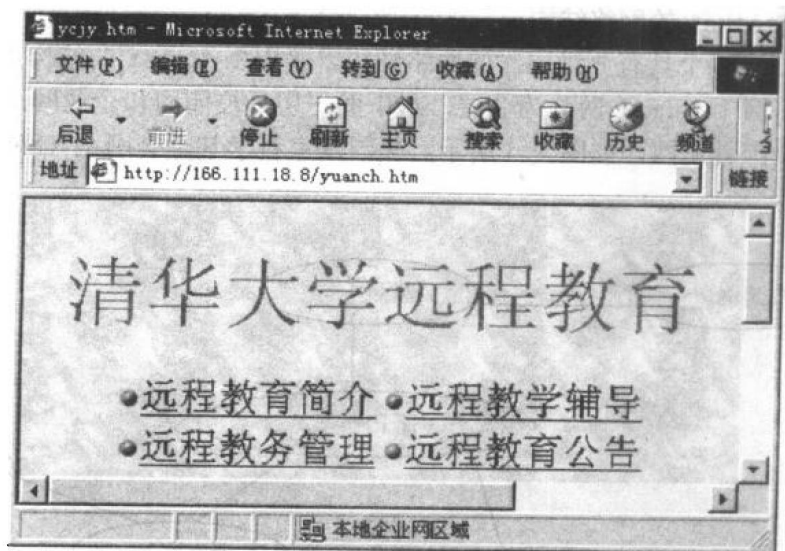 ycjy htm - Microsoft Internet Explorer
文件(F) 编辑(E) 查看(V) 转到(G) 收藏(A) 帮助(H)
后退 前进 停止 刷新 主页 搜索 收藏 历史 频道
地址 http://166.111.18.8/yuanch.htm 链接
清华大学远程教育
远程教育简介 远程教学辅导
远程教务管理 远程教育公告
本地企业网区域